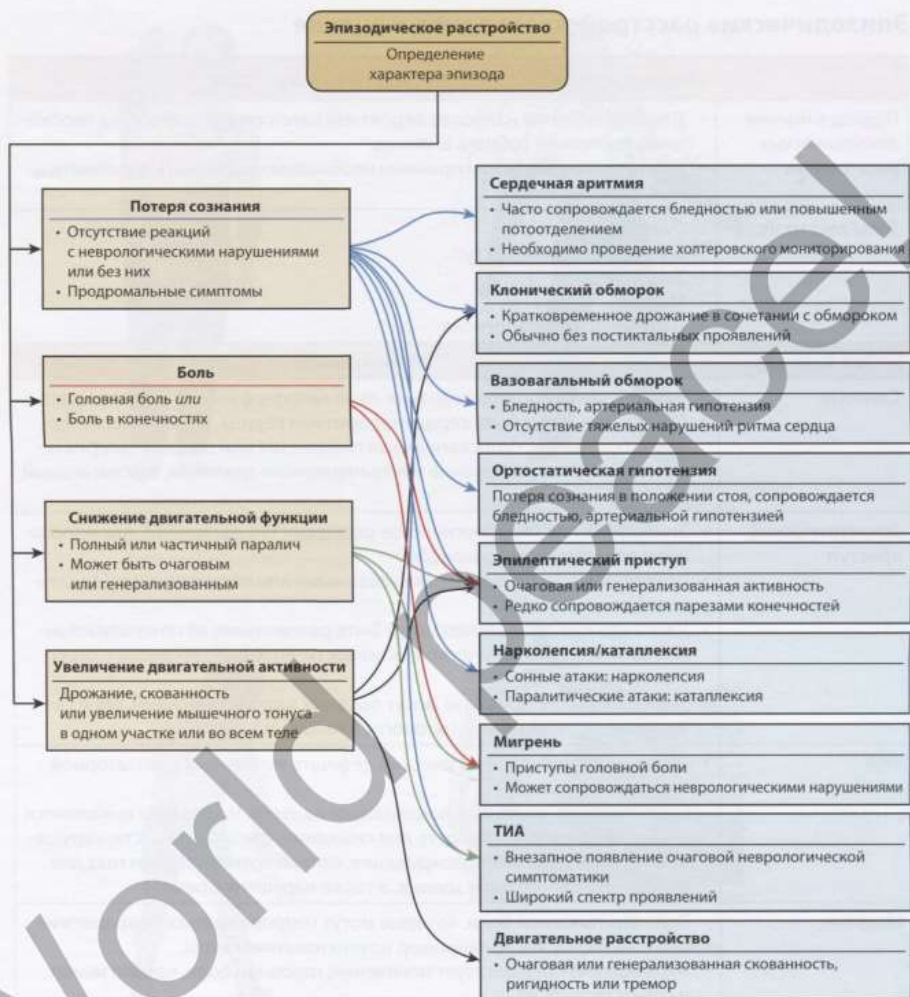 Эпизодические расстройства
Эпизодическое расстройство
Определение
характера эпизода
Потеря сознания
• Отсутствие реакций
с неврологическими нарушениями
или без них
• Продромальные симптомы
Боль
• Головная боль или
• Боль в конечностях
Снижение двигательной функции
• Полный или частичный паралич
• Может быть очаговым
или генерализованным
Увеличение двигательной активности
Дрожание, скованность
или увеличение мышечного тонуса
в одном участке или во всем теле
Сердечная аритмия
• Часто сопровождается бледностью или повышенным
потоотделением
• Необходимо проведение холтеровского мониторирования
Клонический обморок
• Кратковременное дрожание в сочетании с обмороком
• Обычно без постиктальных проявлений
Вазовагальный обморок
• Бледность, артериальная гипотензия
• Отсутствие тяжелых нарушений ритма сердца
Ортостатическая гипотензия
Потеря сознания в положении стоя, сопровождается
бледностью, артериальной гипотензией
Эпилептический приступ
• Очаговая или генерализованная активность
• Редко сопровождается парезами конечностей
Нарколепсия/катаплексия
• Сонные атаки: нарколепсия
• Паралитические атаки: катаплексия
Мигрень
• Приступы головной боли
• Может сопровождаться неврологическими нарушениями
ТИА
• Внезапное появление очаговой неврологической
симптоматики
• Широкий спектр проявлений
Двигательное расстройство
• Очаговая или генерализованная скованность,
ригидность или тремор
World peace!